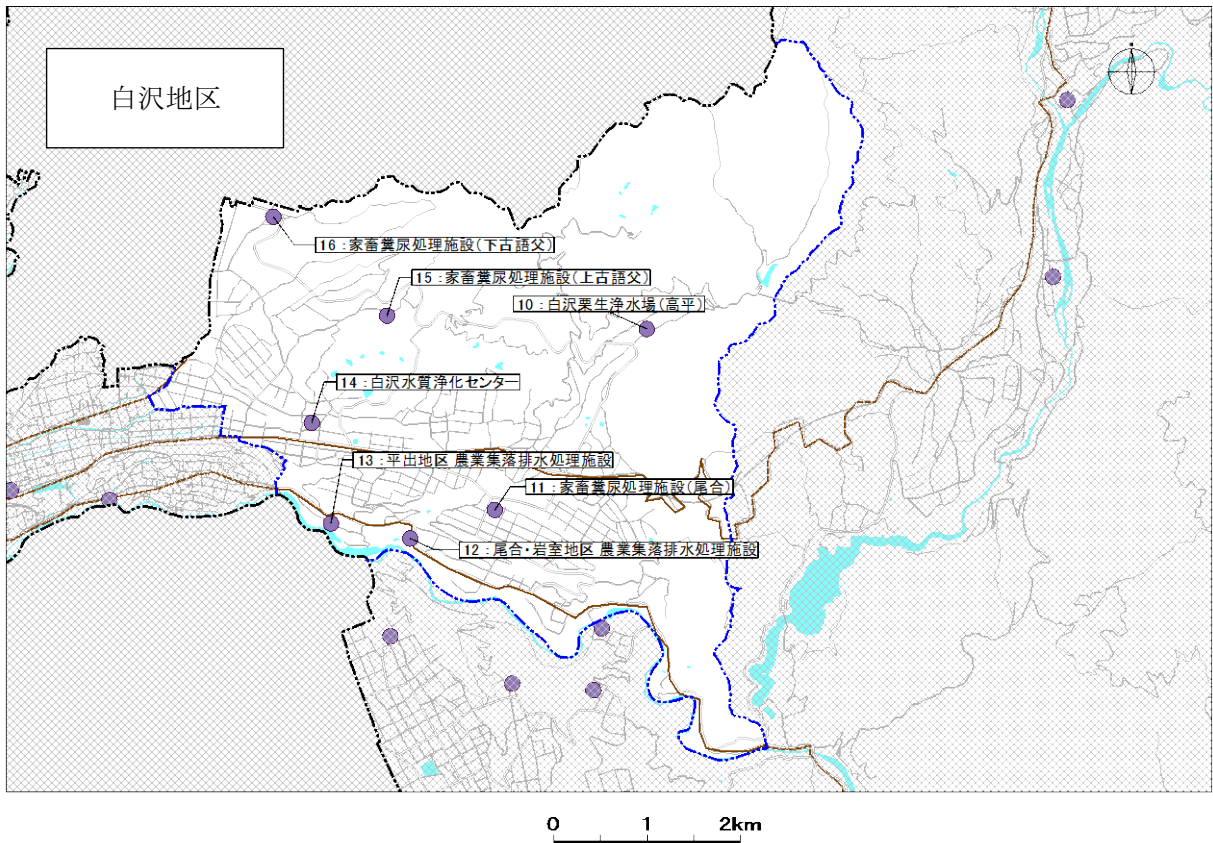 白沢地区
16：家畜糞尿処理施設(下古語父)
15：家畜糞尿処理施設(上古語父)
10：白沢栗生浄水場(高平)
14：白沢水質浄化センター
13：平出地区 農業集落排水処理施設
11：家畜糞尿処理施設(尾合)
12：尾合・岩室地区 農業集落排水処理施設
0 1 2km